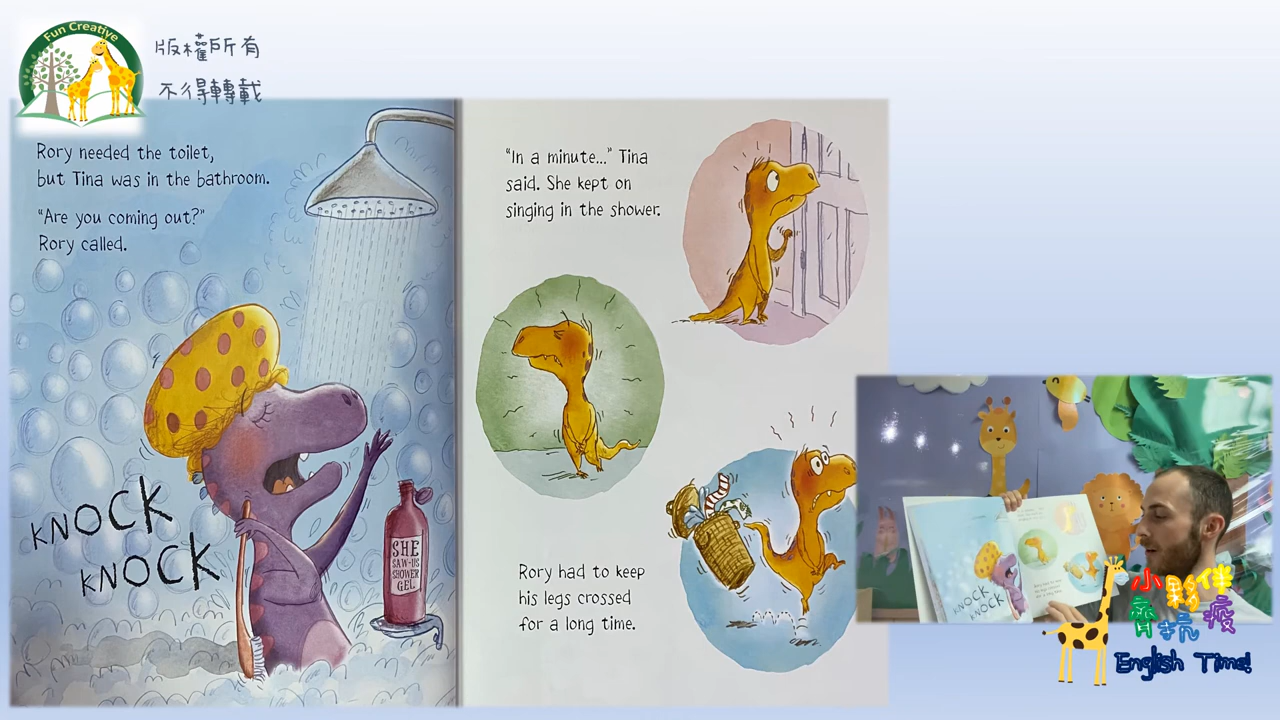 Fun Creative
版權所有
不得轉載
Rory needed the toilet,
but Tina was in the bathroom.
"Are you coming out?"
Rory called.
KNOCK
KNOCK
SHE
SAW-US
SHOWER
GEL
"In a minute..." Tina
said. She kept on
singing in the shower.
Rory had to keep
his legs crossed
for a long time.
KNOCK
KNOCK
小夥伴
齊抗疫
English Time!